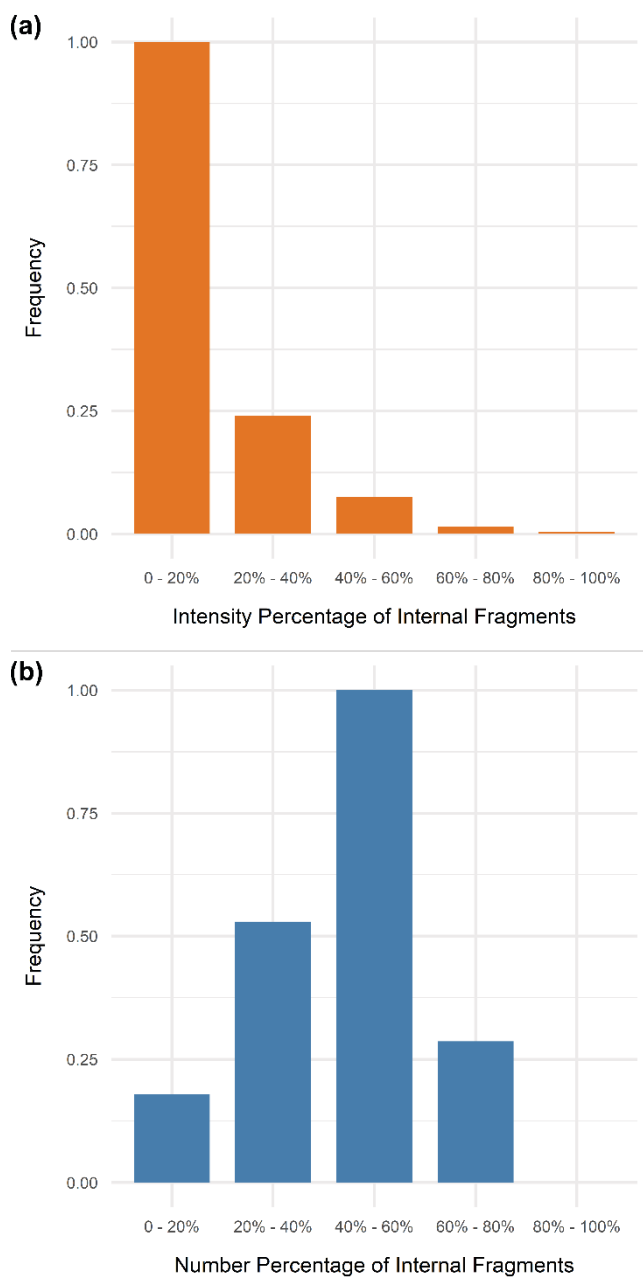 (a)
1.00
0.75
0.50
0.25
0.00
Frequency
0 - 20% 20% - 40% 40% - 60% 60% - 80% 80% - 100%
Intensity Percentage of Internal Fragments
(b)
1.00
0.75
0.50
0.25
0.00
Frequency
0 - 20% 20% - 40% 40% - 60% 60% - 80% 80% - 100%
Number Percentage of Internal Fragments